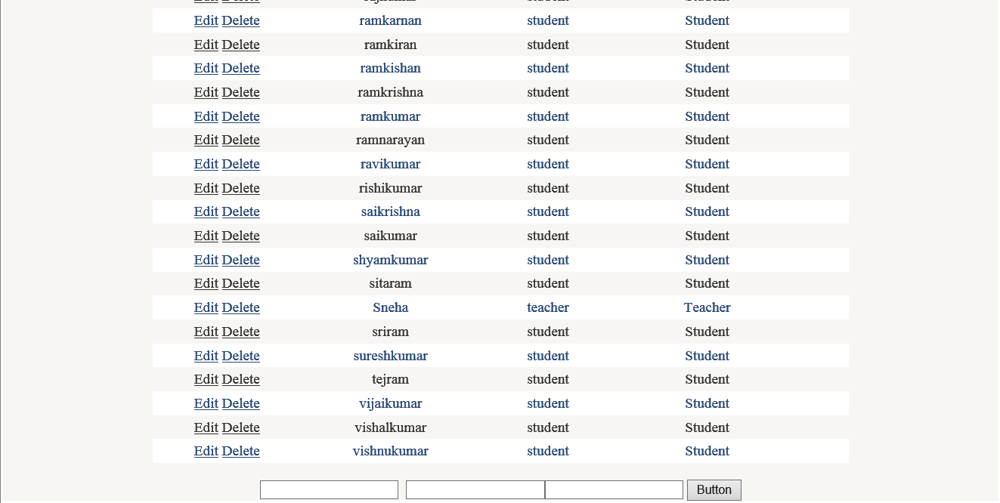 Edit Delete ramkarnan student Student
Edit Delete ramkiran student Student
Edit Delete ramkishan student Student
Edit Delete ramkrishna student Student
Edit Delete ramkumar student Student
Edit Delete ramnarayan student Student
Edit Delete ravikumar student Student
Edit Delete rishikumar student Student
Edit Delete saikrishna student Student
Edit Delete saikumar student Student
Edit Delete shyamkumar student Student
Edit Delete sitaram student Student
Edit Delete Sneha teacher Teacher
Edit Delete sriram student Student
Edit Delete sureshkumar student Student
Edit Delete tejram student Student
Edit Delete vijaikumar student Student
Edit Delete vishalkumar student Student
Edit Delete vishnukumar student Student
Button